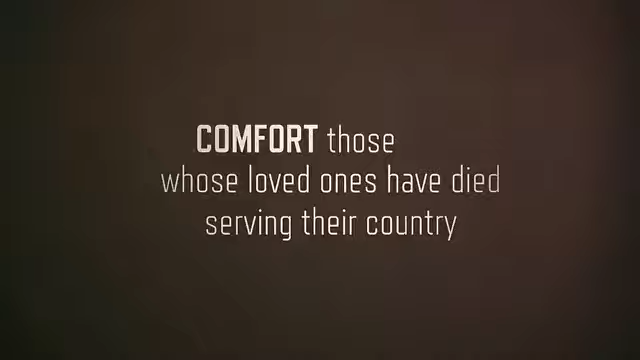 COMFORT those
whose loved ones have died
serving their country